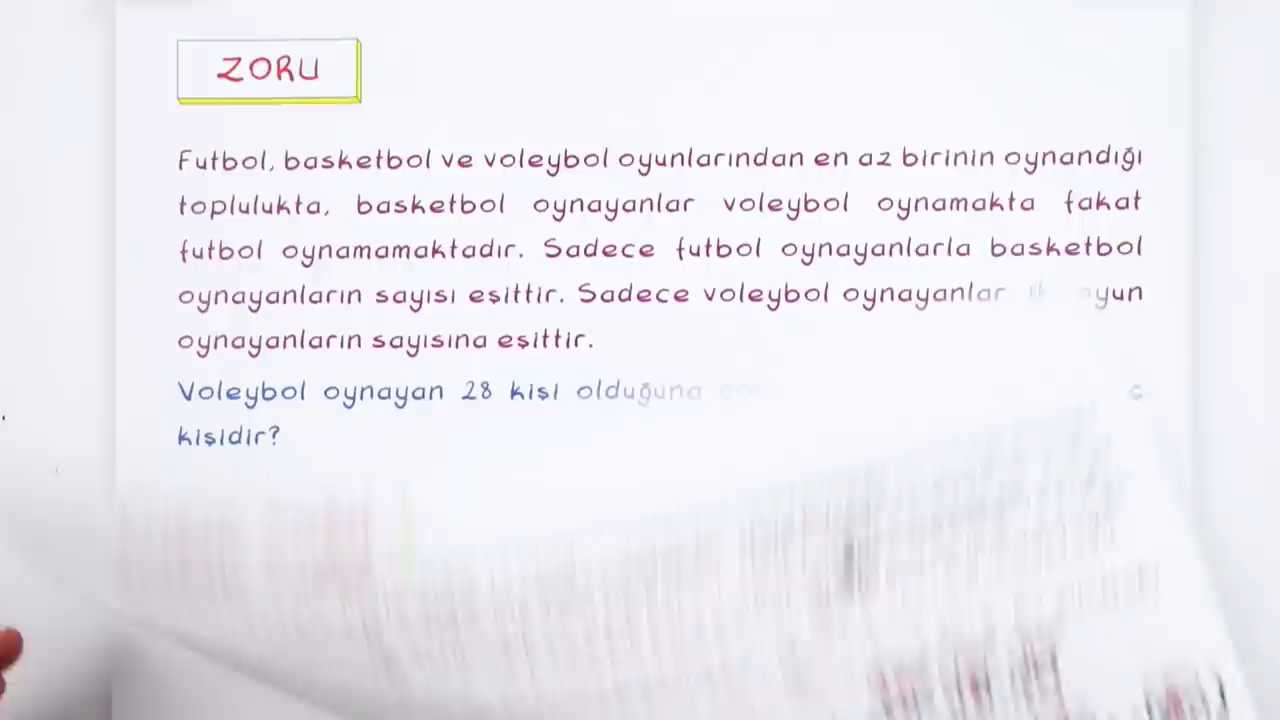 ZORU
Futbol, basketbol ve voleybol oyunlarından en az birinin oynandığı
toplulukta, basketbol oynayanlar voleybol oynamakta fakat
futbol oynamamaktadır. Sadece futbol oynayanlarla basketbol
oynayanların sayısı eşittir. Sadece voleybol oynayanlar
oynayanların sayısına eşittir.
Voleybol oynayan 28 kişi olduğuna
kişidir?